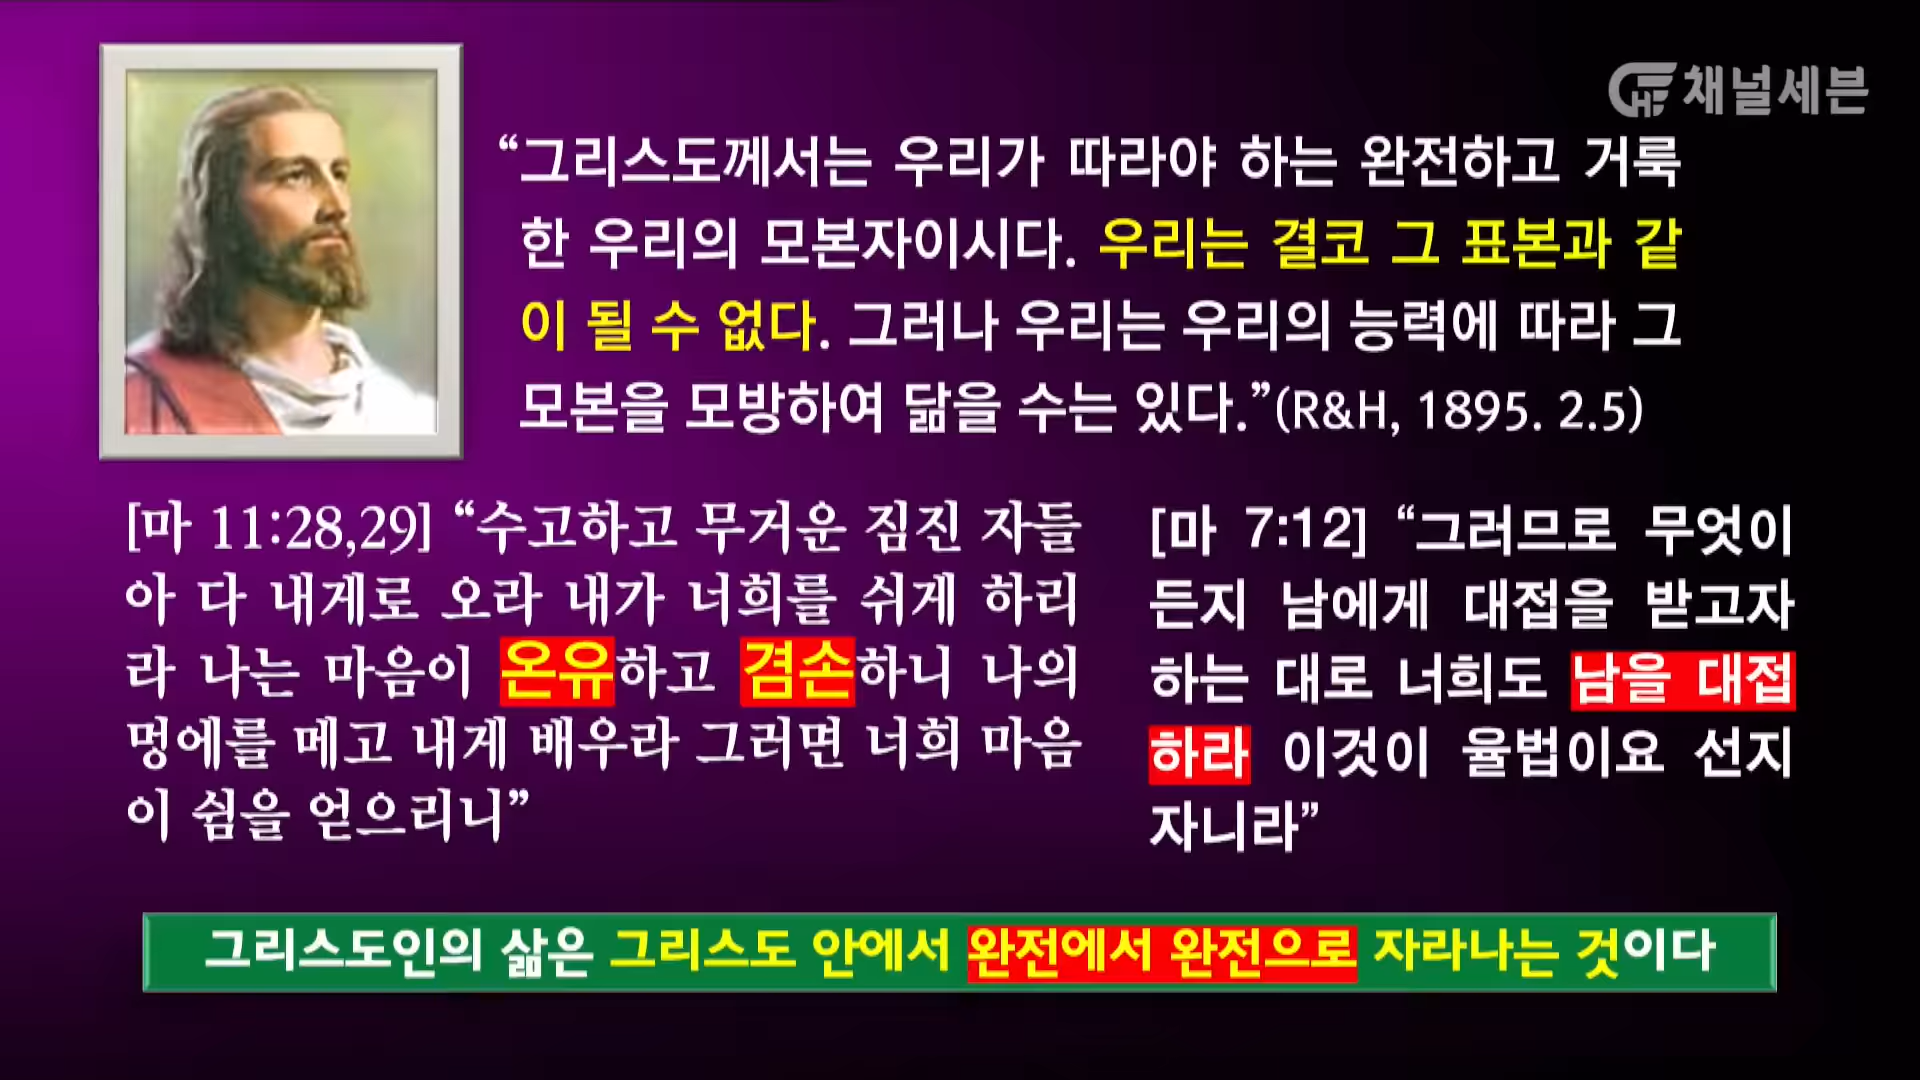 채널세븐
“그리스도께서는 우리가 따라야 하는 완전하고 거룩
한 우리의 모본자이시다. 우리는 결코 그 표본과 같
이 될 수 없다. 그러나 우리는 우리의 능력에 따라 그
모본을 모방하여 닮을 수는 있다.”(R&H, 1895. 2.5)
[마 11:28,29] “수고하고 무거운 짐진 자들
아 다 내게로 오라 내가 너희를 쉬게 하리
라 나는 마음이 온유하고 겸손하니 나의
멍에를 메고 내게 배우라 그러면 너희 마음
이 쉼을 얻으리니”
[마 7:12] “그러므로 무엇이
든지 남에게 대접을 받고자
하는 대로 너희도 남을 대접
하라 이것이 율법이요 선지
자니라”
그리스도인의 삶은 그리스도 안에서 완전에서 완전으로 자라나는 것이다